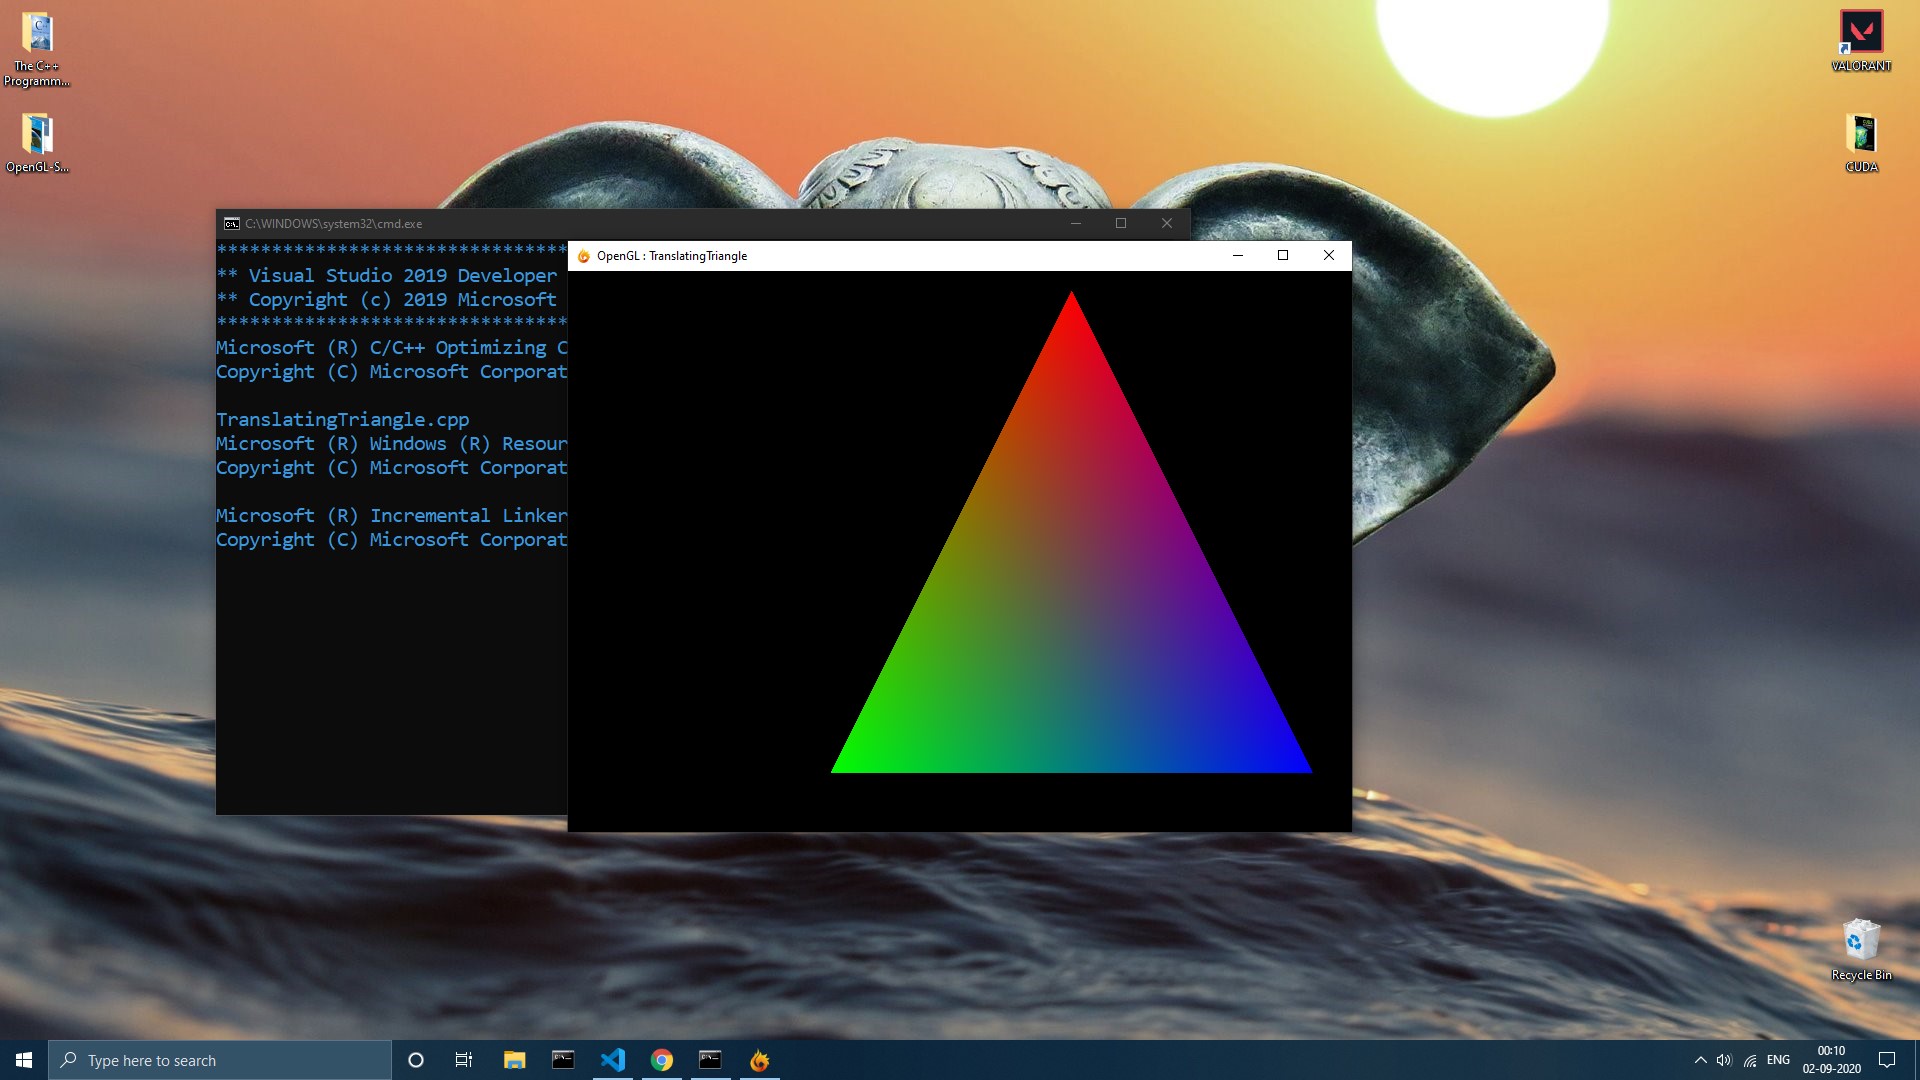 The C++
Programm...
OpenGL-S...
VALORANT
CUDA
C:\WINDOWS\system32\cmd.exe
********************************
** Visual Studio 2019 Developer
** Copyright (c) 2019 Microsoft
********************************
Microsoft (R) C/C++ Optimizing C
Copyright (C) Microsoft Corporat
TranslatingTriangle.cpp
Microsoft (R) Windows (R) Resour
Copyright (C) Microsoft Corporat
Microsoft (R) Incremental Linker
Copyright (C) Microsoft Corporat
OpenGL : TranslatingTriangle
Recycle Bin
Type here to search
ENG
00:10
02-09-2020